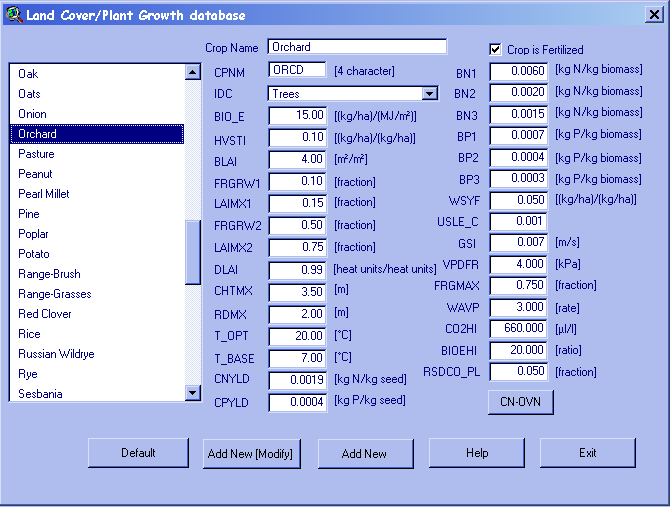 Land Cover/Plant Growth database
Crop Name Orchard
Crop is Fertilized
Oak
Oats
Onion
Orchard
Pasture
Peanut
Pearl Millet
Pine
Poplar
Potato
Range-Brush
Range-Grasses
Red Clover
Rice
Russian Wildrye
Rye
Sesbania
CPNM ORCD [4 character]
IDC Trees
BIO_E 15.00 [(kg/ha)/(MJ/m²)]
HVSTI 0.10 [(kg/ha)/(kg/ha)]
BLAI 4.00 [m²/m²]
FRGRW1 0.10 [fraction]
LAIMX1 0.15 [fraction]
FRGRW2 0.50 [fraction]
LAIMX2 0.75 [fraction]
DLAI 0.99 [heat units/heat units]
CHTMX 3.50 [m]
RDMX 2.00 [m]
T_OPT 20.00 [°C]
T_BASE 7.00 [°C]
CNYLD 0.0019 [kg N/kg seed]
CPYLD 0.0004 [kg P/kg seed]
BN1 0.0060 [kg N/kg biomass]
BN2 0.0020 [kg N/kg biomass]
BN3 0.0015 [kg N/kg biomass]
BP1 0.0007 [kg P/kg biomass]
BP2 0.0004 [kg P/kg biomass]
BP3 0.0003 [kg P/kg biomass]
WSYF 0.050 [(kg/ha)/(kg/ha)]
USLE_C 0.001
GSI 0.007 [m/s]
VPDFR 4.000 [kPa]
FRGMAX 0.750 [fraction]
WAVP 3.000 [rate]
CO2HI 660.000 [µl/l]
BIOEHI 20.000 [ratio]
RSDCO_PL 0.050 [fraction]
CN-OVN
Default
Add New [Modify]
Add New
Help
Exit